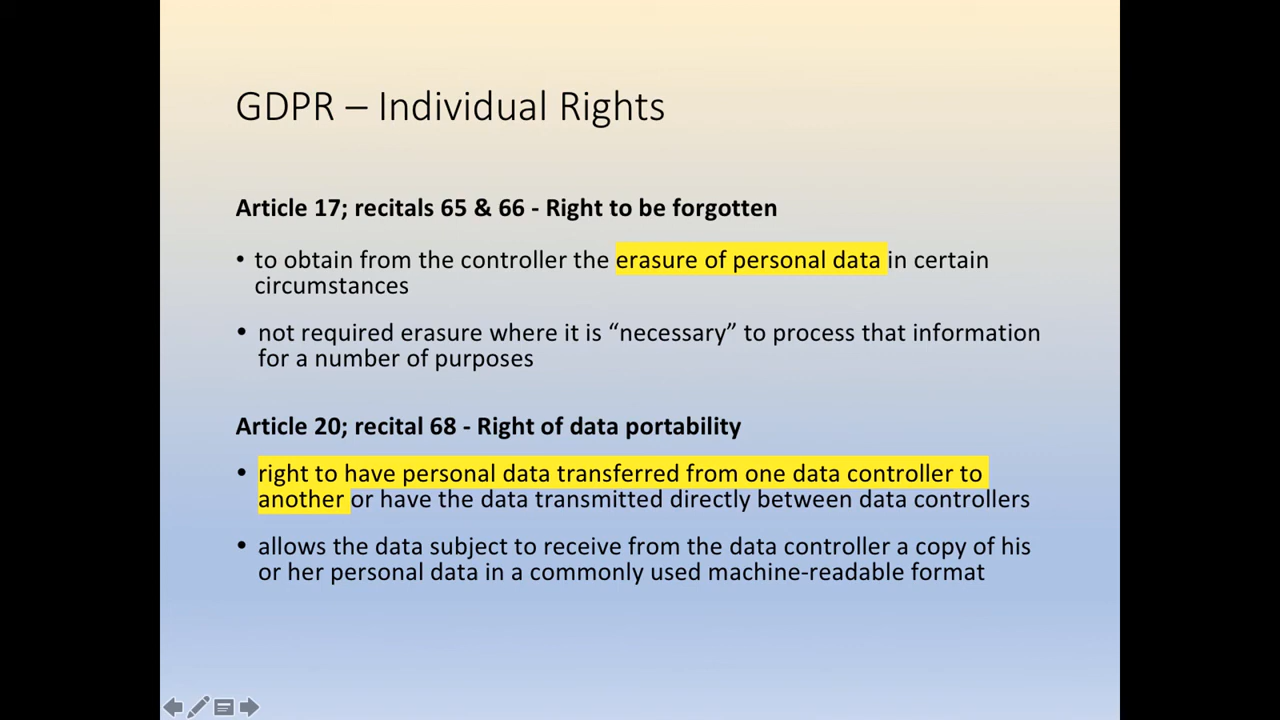 GDPR – Individual Rights
Article 17; recitals 65 & 66 - Right to be forgotten
• to obtain from the controller the erasure of personal data in certain
circumstances
• not required erasure where it is “necessary” to process that information
for a number of purposes
Article 20; recital 68 - Right of data portability
• right to have personal data transferred from one data controller to
another or have the data transmitted directly between data controllers
• allows the data subject to receive from the data controller a copy of his
or her personal data in a commonly used machine-readable format